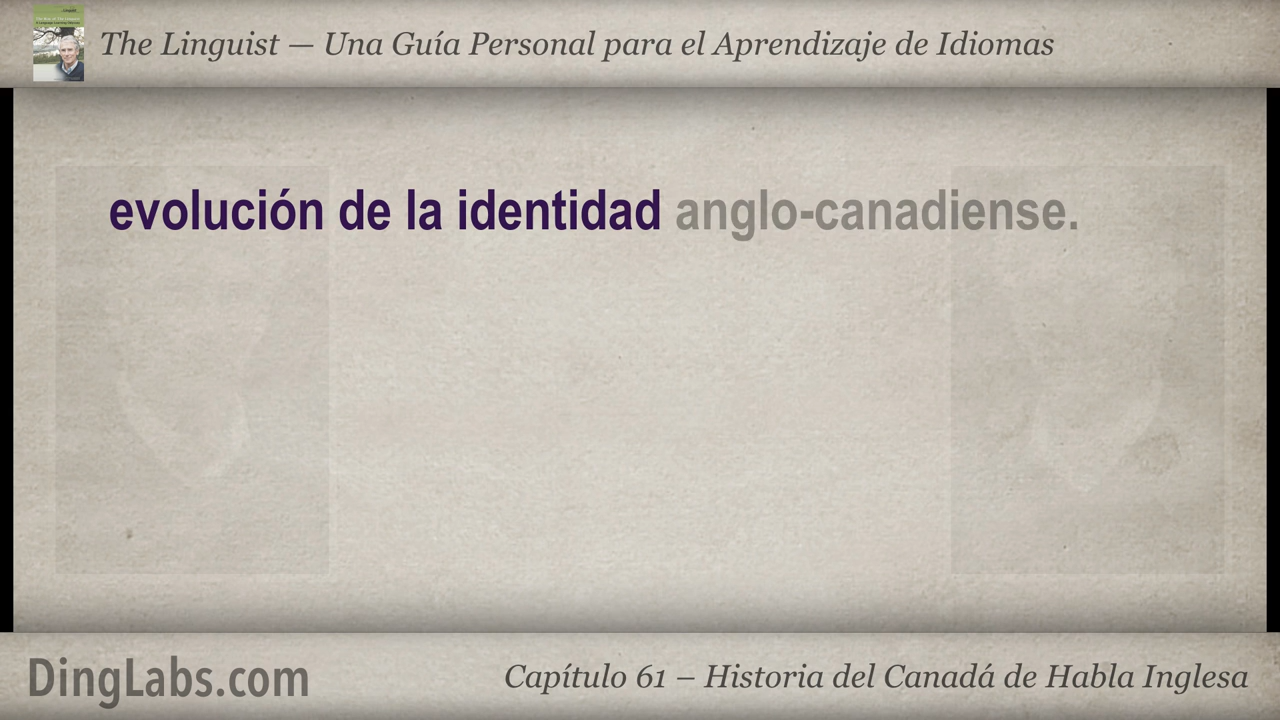 The Linguist — Una Guía Personal para el Aprendizaje de Idiomas
evolución de la identidad anglo-canadiense.
DingLabs.com
Capítulo 61 – Historia del Canadá de Habla Inglesa